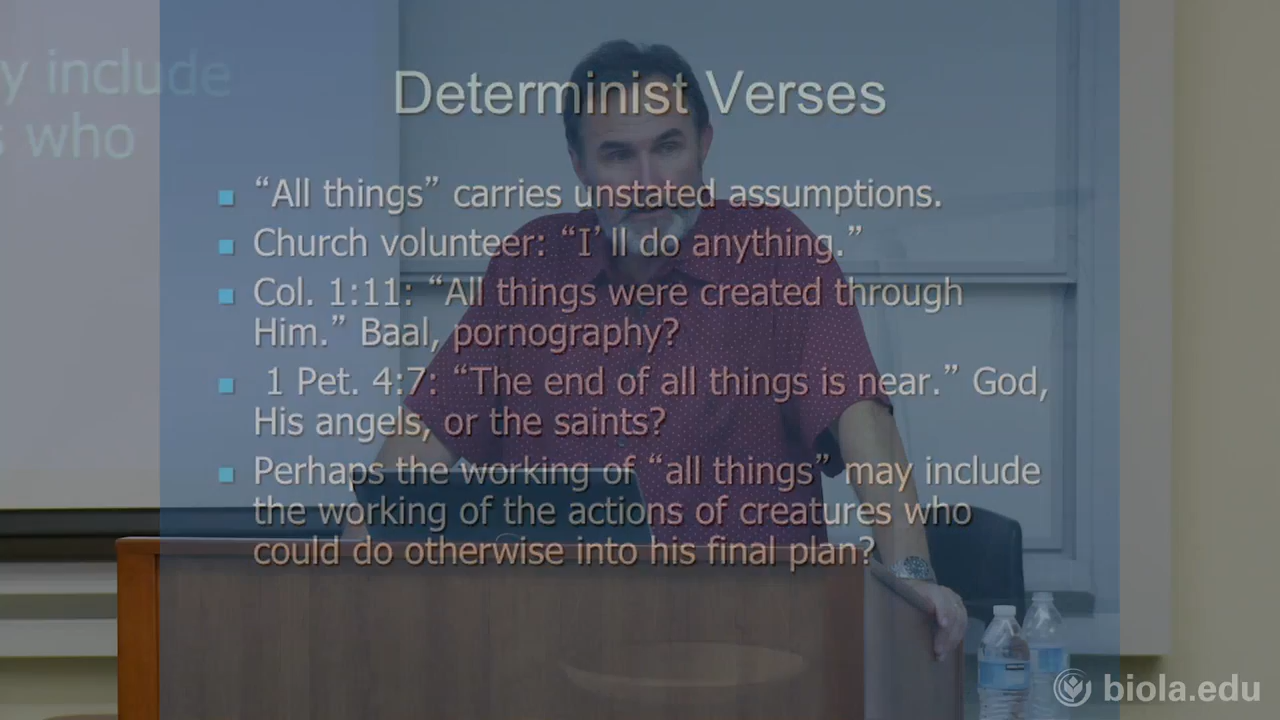 y include
s who
Determinist Verses
“All things” carries unstated assumptions.
Church volunteer: “I’ ll do anything.”
Col. 1:11: “All things were created through
Him.” Baal, pornography?
1 Pet. 4:7: “The end of all things is near.” God,
His angels, or the saints?
Perhaps the working of “all things” may include
the working of the actions of creatures who
could do otherwise into his final plan?
biola.edu